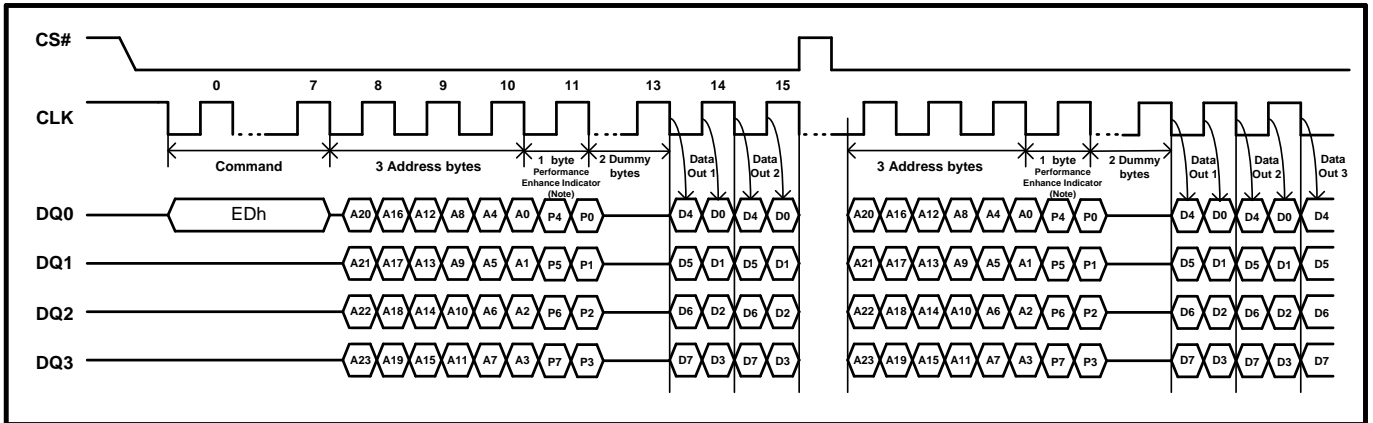 CS#
0 7 8 9 10 11 13 14 15
CLK
Command
3 Address bytes
1 byte
Performance
Enhance Indicator
(Note)
2 Dummy
bytes
Data
Out 1
Data
Out 2
3 Address bytes
1 byte
Performance
Enhance Indicator
(Note)
2 Dummy
bytes
Data
Out 1
Data
Out 2
Data
Out 3
DQ0 EDh A20 A16 A12 A8 A4 A0 P4 P0 D4 D0 D4 D0 A20 A16 A12 A8 A4 A0 P4 P0 D4 D0 D4 D0 D4
DQ1 A21 A17 A13 A9 A5 A1 P5 P1 D5 D1 D5 D1 A21 A17 A13 A9 A5 A1 P5 P1 D5 D1 D5 D1 D5
DQ2 A22 A18 A14 A10 A6 A2 P6 P2 D6 D2 D6 D2 A22 A18 A14 A10 A6 A2 P6 P2 D6 D2 D6 D2 D6
DQ3 A23 A19 A15 A11 A7 A3 P7 P3 D7 D3 D7 D3 A23 A19 A15 A11 A7 A3 P7 P3 D7 D3 D7 D3 D7